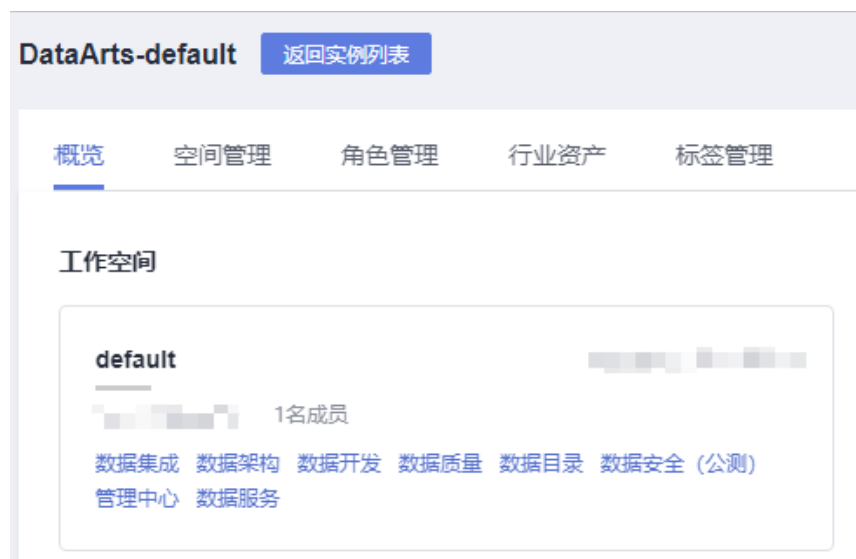 DataArts-default 返回实例列表
概览 空间管理 角色管理 行业资产 标签管理
工作空间
default
1名成员
数据集成 数据架构 数据开发 数据质量 数据目录 数据安全（公测）
管理中心 数据服务